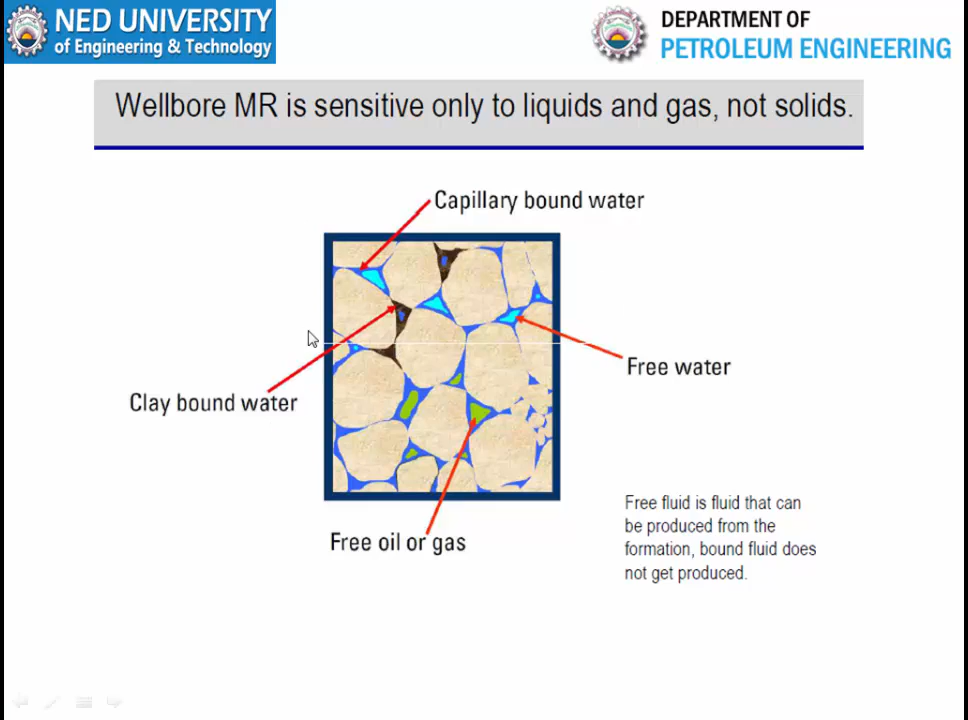 NED UNIVERSITY
of Engineering & Technology
DEPARTMENT OF
PETROLEUM ENGINEERING
Wellbore MR is sensitive only to liquids and gas, not solids.
Capillary bound water
Free water
Clay bound water
Free oil or gas
Free fluid is fluid that can
be produced from the
formation, bound fluid does
not get produced.